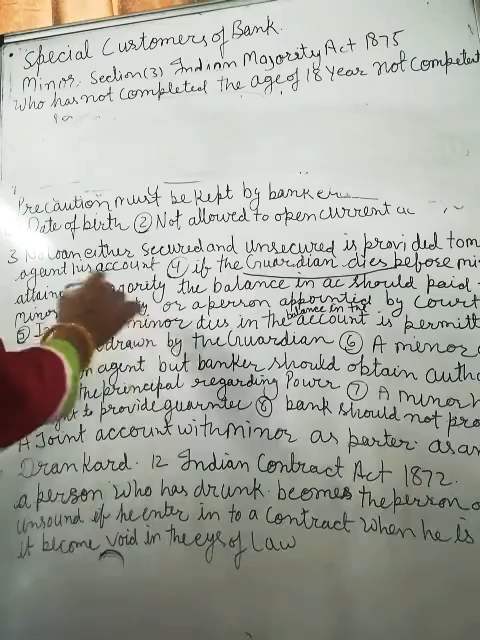 • Special Customers of Bank.
Minor. Section (3) Indian Majority Act 1875
Who has not completed the age of 18 Year not Competent
Precaution must be kept by banker
Date of birth ② Not allowed to open current ac
3 No loan either secured and unsecured is provided to m
against his account ④ if the Guardian dies before mi
attains majority the balance in ac should paid
minor or a person appointed by court
⑤ minor dies in the balance in the account is permitt
drawn by the Guardian ⑥ A minor
agent but banker should obtain autho
the principal regarding Power ⑦ A minor h
to provide guarntee ⑧ bank should not pro
A Joint account with minor as parter. as an
Drankard. 12 Indian Contract Act 1872.
a person who has drunk. becomes the person o
unsound if he enter in to a contract when he is
it become void in the eyes of law